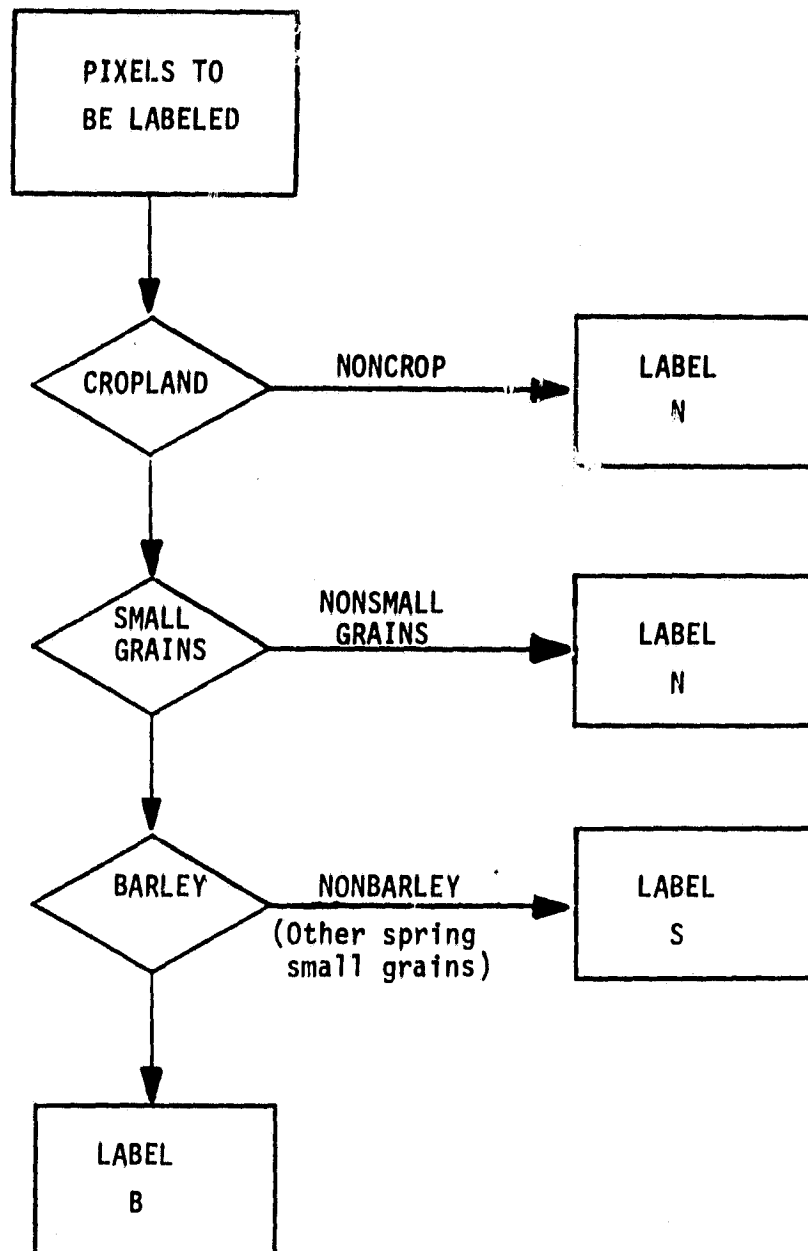 PIXELS TO
BE LABELED
CROPLAND
NONCROP
LABEL
N
SMALL
GRAINS
NONSMALL
GRAINS
LABEL
N
BARLEY
NONBARLEY
(Other spring
small grains)
LABEL
S
LABEL
B